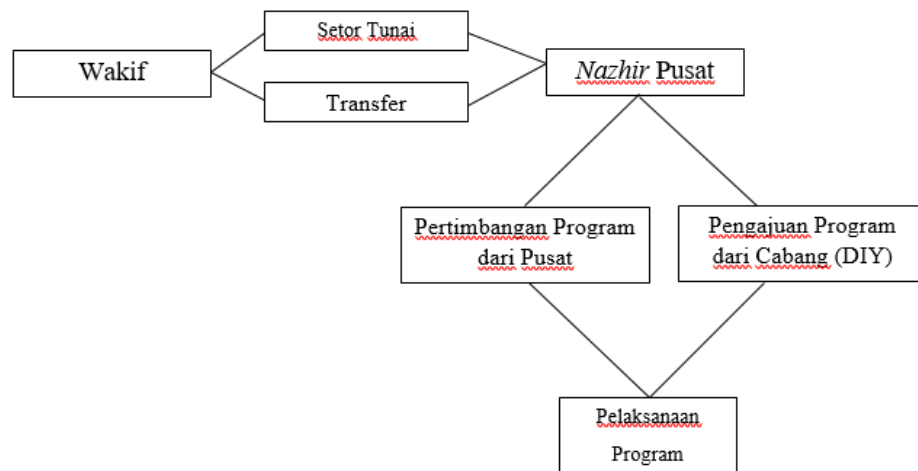 Setor Tunai
Wakif
Nazhir Pusat
Transfer
Pertimbangan Program
dari Pusat
Pengajuan Program
dari Cabang (DIY)
Pelaksanaan
Program